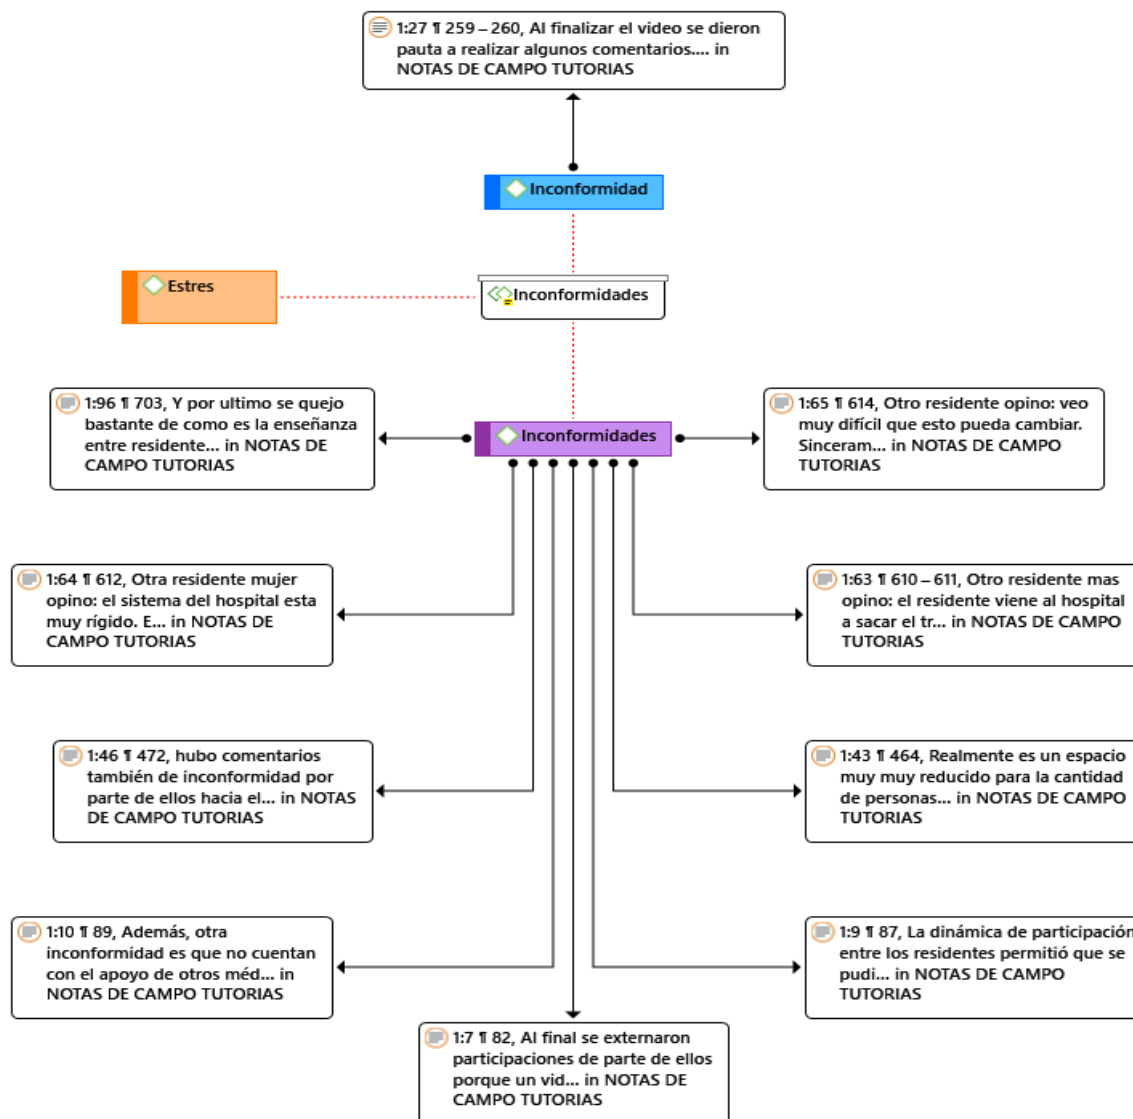 1:27 ¶ 259 – 260, Al finalizar el video se dieron
pauta a realizar algunos comentarios.... in
NOTAS DE CAMPO TUTORIAS
Inconformidad
Estres
Inconformidades
1:96 ¶ 703, Y por ultimo se quejo
bastante de como es la enseñanza
entre residente... in NOTAS DE
CAMPO TUTORIAS
Inconformidades
1:65 ¶ 614, Otro residente opino: veo
muy difícil que esto pueda cambiar.
Sinceram... in NOTAS DE CAMPO
TUTORIAS
1:64 ¶ 612, Otra residente mujer
opino: el sistema del hospital esta
muy rígido. E... in NOTAS DE
CAMPO TUTORIAS
1:63 ¶ 610 – 611, Otro residente mas
opino: el residente viene al hospital
a sacar el tr... in NOTAS DE CAMPO
TUTORIAS
1:46 ¶ 472, hubo comentarios
también de inconformidad por
parte de ellos hacia el... in NOTAS
DE CAMPO TUTORIAS
1:43 ¶ 464, Realmente es un espacio
muy muy reducido para la cantidad
de personas... in NOTAS DE CAMPO
TUTORIAS
1:10 ¶ 89, Además, otra
inconformidad es que no cuentan
con el apoyo de otros méd... in
NOTAS DE CAMPO TUTORIAS
1:9 ¶ 87, La dinámica de participación
entre los residentes permitió que se
pudi... in NOTAS DE CAMPO
TUTORIAS
1:7 ¶ 82, Al final se externaron
participaciones de parte de ellos
porque un vid... in NOTAS DE
CAMPO TUTORIAS